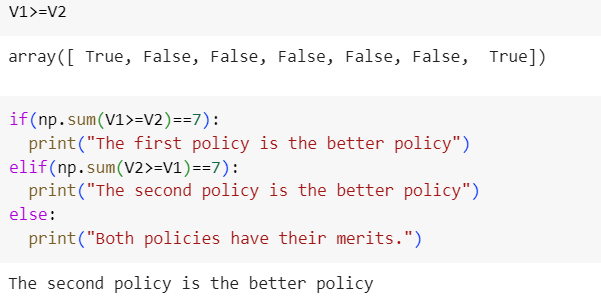 V1>=V2
array([ True, False, False, False, False, False,  True])
if(np.sum(V1>=V2)==7):
  print("The first policy is the better policy")
elif(np.sum(V2>=V1)==7):
  print("The second policy is the better policy")
else:
  print("Both policies have their merits.")
The second policy is the better policy